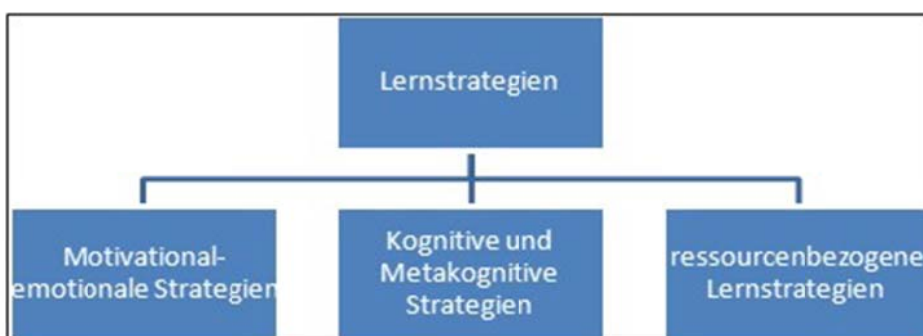 Lernstrategien
Motivational-
emotionale Strategien
Kognitive und
Metakognitive
Strategien
ressourcenbezogene
Lernstrategien